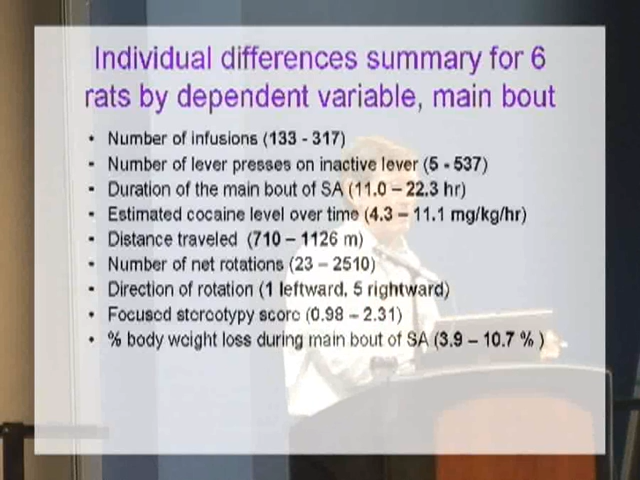 Individual differences summary for 6
rats by dependent variable, main bout
• Number of infusions (133 - 317)
• Number of lever presses on inactive lever (5 - 537)
• Duration of the main bout of SA (11.0 – 22.3 hr)
• Estimated cocaine level over time (4.3 – 11.1 mg/kg/hr)
• Distance traveled (710 – 1126 m)
• Number of net rotations (23 – 2510)
• Direction of rotation (1 leftward, 5 rightward)
• Focused stereotypy score (0.98 – 2.31)
• % body weight loss during main bout of SA (3.9 – 10.7 % )